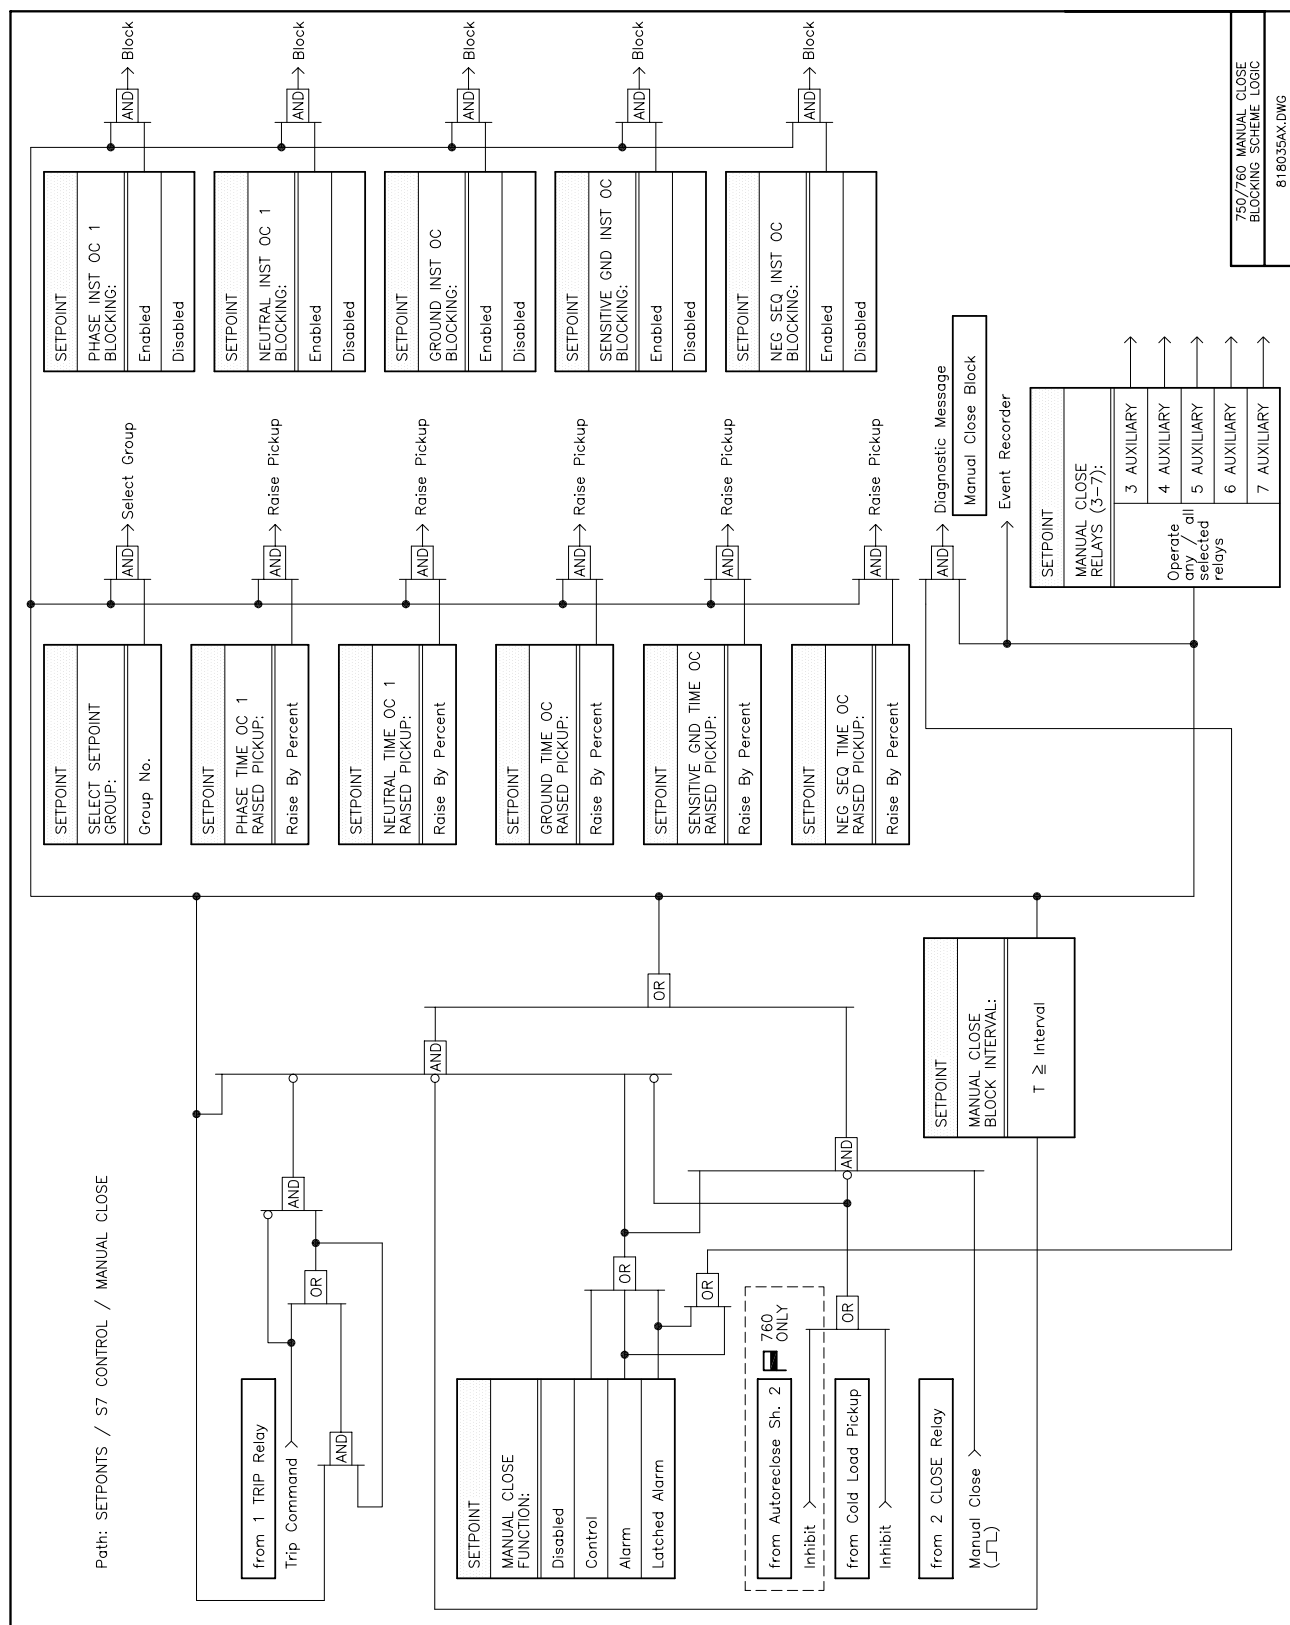 Path: SETPONTS / S7 CONTROL / MANUAL CLOSE
from 1 TRIP Relay
Trip Command
AND
OR
AND
SETPOINT
MANUAL CLOSE
FUNCTION:
Disabled
Control
Alarm
Latched Alarm
OR
OR
760
ONLY
from Autoreclose Sh. 2
Inhibit
from Cold Load Pickup
Inhibit
OR
from 2 CLOSE Relay
Manual Close
AND
AND
OR
SETPOINT
MANUAL CLOSE
BLOCK INTERVAL:
T ≧ Interval
SETPOINT
SELECT SETPOINT
GROUP:
Group No.
AND
Select Group
SETPOINT
PHASE TIME OC 1
RAISED PICKUP:
Raise By Percent
AND
Raise Pickup
SETPOINT
NEUTRAL TIME OC 1
RAISED PICKUP:
Raise By Percent
AND
Raise Pickup
SETPOINT
GROUND TIME OC
RAISED PICKUP:
Raise By Percent
AND
Raise Pickup
SETPOINT
SENSITIVE GND TIME OC
RAISED PICKUP:
Raise By Percent
AND
Raise Pickup
SETPOINT
NEG SEQ TIME OC
RAISED PICKUP:
Raise By Percent
AND
Raise Pickup
AND
Diagnostic Message
Manual Close Block
Event Recorder
SETPOINT
MANUAL CLOSE
RELAYS (3-7):
Operate
any / all
selected
relays
3 AUXILIARY
4 AUXILIARY
5 AUXILIARY
6 AUXILIARY
7 AUXILIARY
SETPOINT
PHASE INST OC 1
BLOCKING:
Enabled
Disabled
AND
Block
SETPOINT
NEUTRAL INST OC 1
BLOCKING:
Enabled
Disabled
AND
Block
SETPOINT
GROUND INST OC
BLOCKING:
Enabled
Disabled
AND
Block
SETPOINT
SENSITIVE GND INST OC
BLOCKING:
Enabled
Disabled
AND
Block
SETPOINT
NEG SEQ INST OC
BLOCKING:
Enabled
Disabled
AND
Block
750/760 MANUAL CLOSE
BLOCKING SCHEME LOGIC
818035AX.DWG